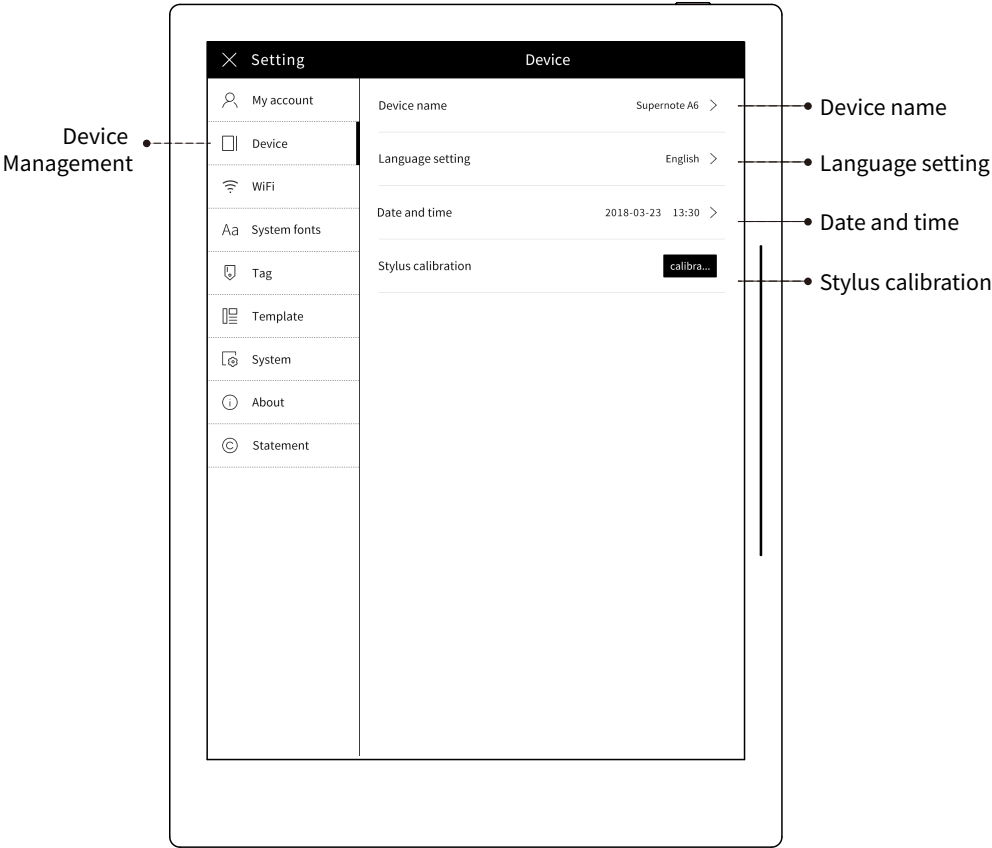 Setting
Device
My account
Device
WiFi
Aa System fonts
Tag
Template
System
About
Statement
Device name Supernote A6
Language setting English
Date and time 2018-03-23 13:30
Stylus calibration calibra...
Device
Management
Device name
Language setting
Date and time
Stylus calibration